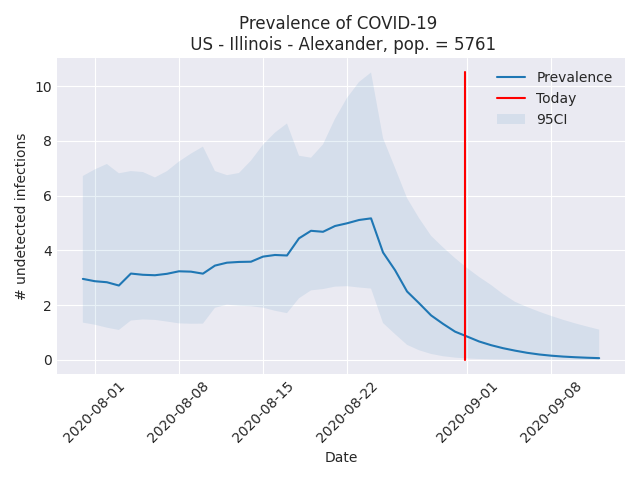 Prevalence of COVID-19
US - Illinois - Alexander, pop. = 5761
Prevalence
Today
95CI
10
8
6
4
2
0
# undetected infections
2020-08-01
2020-08-08
2020-08-15
2020-08-22
2020-09-01
2020-09-08
Date